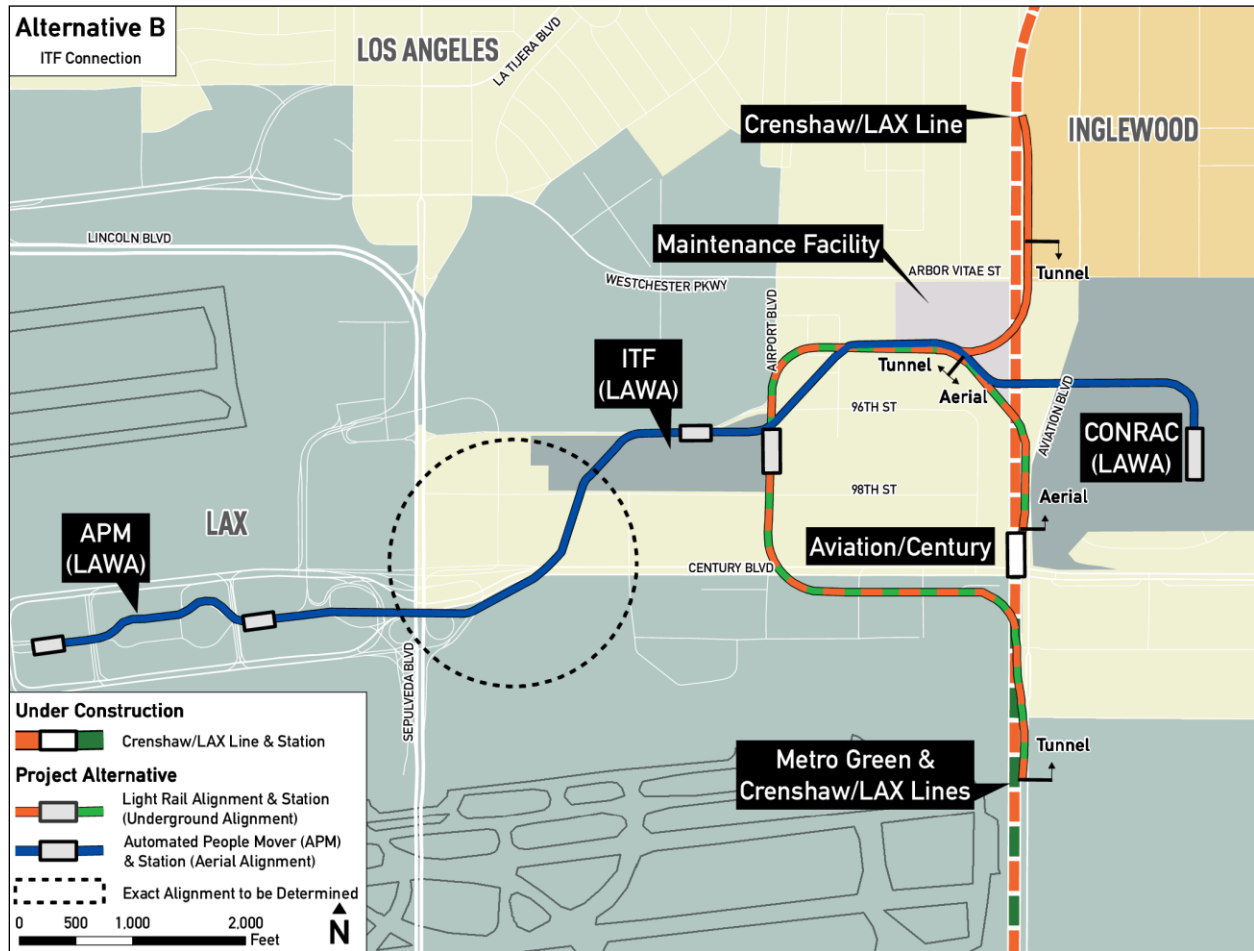 Alternative B
ITF Connection
LOS ANGELES
LA TIJERA BLVD
Crenshaw/LAX Line
INGLEWOOD
LINCOLN BLVD
Maintenance Facility
Tunnel
ARBOR VITAE ST
WESTCHESTER PKWY
AIRPORT BLVD
ITF
(LAWA)
Tunnel
Aerial
96TH ST
AVIATION BLVD
CONRAC
(LAWA)
98TH ST
Aerial
LAX
APM
(LAWA)
Aviation/Century
CENTURY BLVD
SEPULVEDA BLVD
Tunnel
Metro Green &
Crenshaw/LAX Lines
Under Construction
Crenshaw/LAX Line & Station
Project Alternative
Light Rail Alignment & Station
(Underground Alignment)
Automated People Mover (APM)
& Station (Aerial Alignment)
Exact Alignment to be Determined
0 500 1.000 2,000
Feet
N